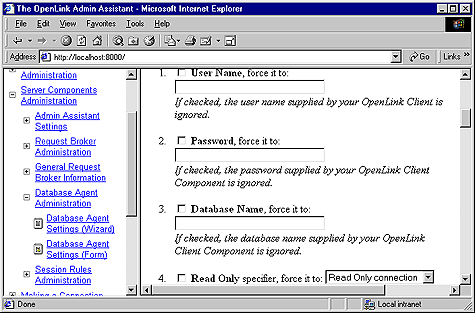 The OpenLink Admin Assistant - Microsoft Internet Explorer
File Edit View Favorites Tools Help
Address http://localhost:8000/ Go Links »
Administration
Server Components
Administration
Admin Assistant
Settings
Request Broker
Administration
General Request
Broker Information
Database Agent
Administration
Database Agent
Settings (Wizard)
Database Agent
Settings (Form)
Session Rules
Administration
Making a Connection
1. User Name, force it to:
If checked, the user name supplied by your OpenLink Client is
ignored.
2. Password, force it to:
If checked, the password supplied by your OpenLink Client
Component is ignored.
3. Database Name, force it to:
If checked, the database name supplied by your OpenLink
Client Component is ignored.
4. Read Only specifier, force it to: Read Only connection
Done
Local intranet